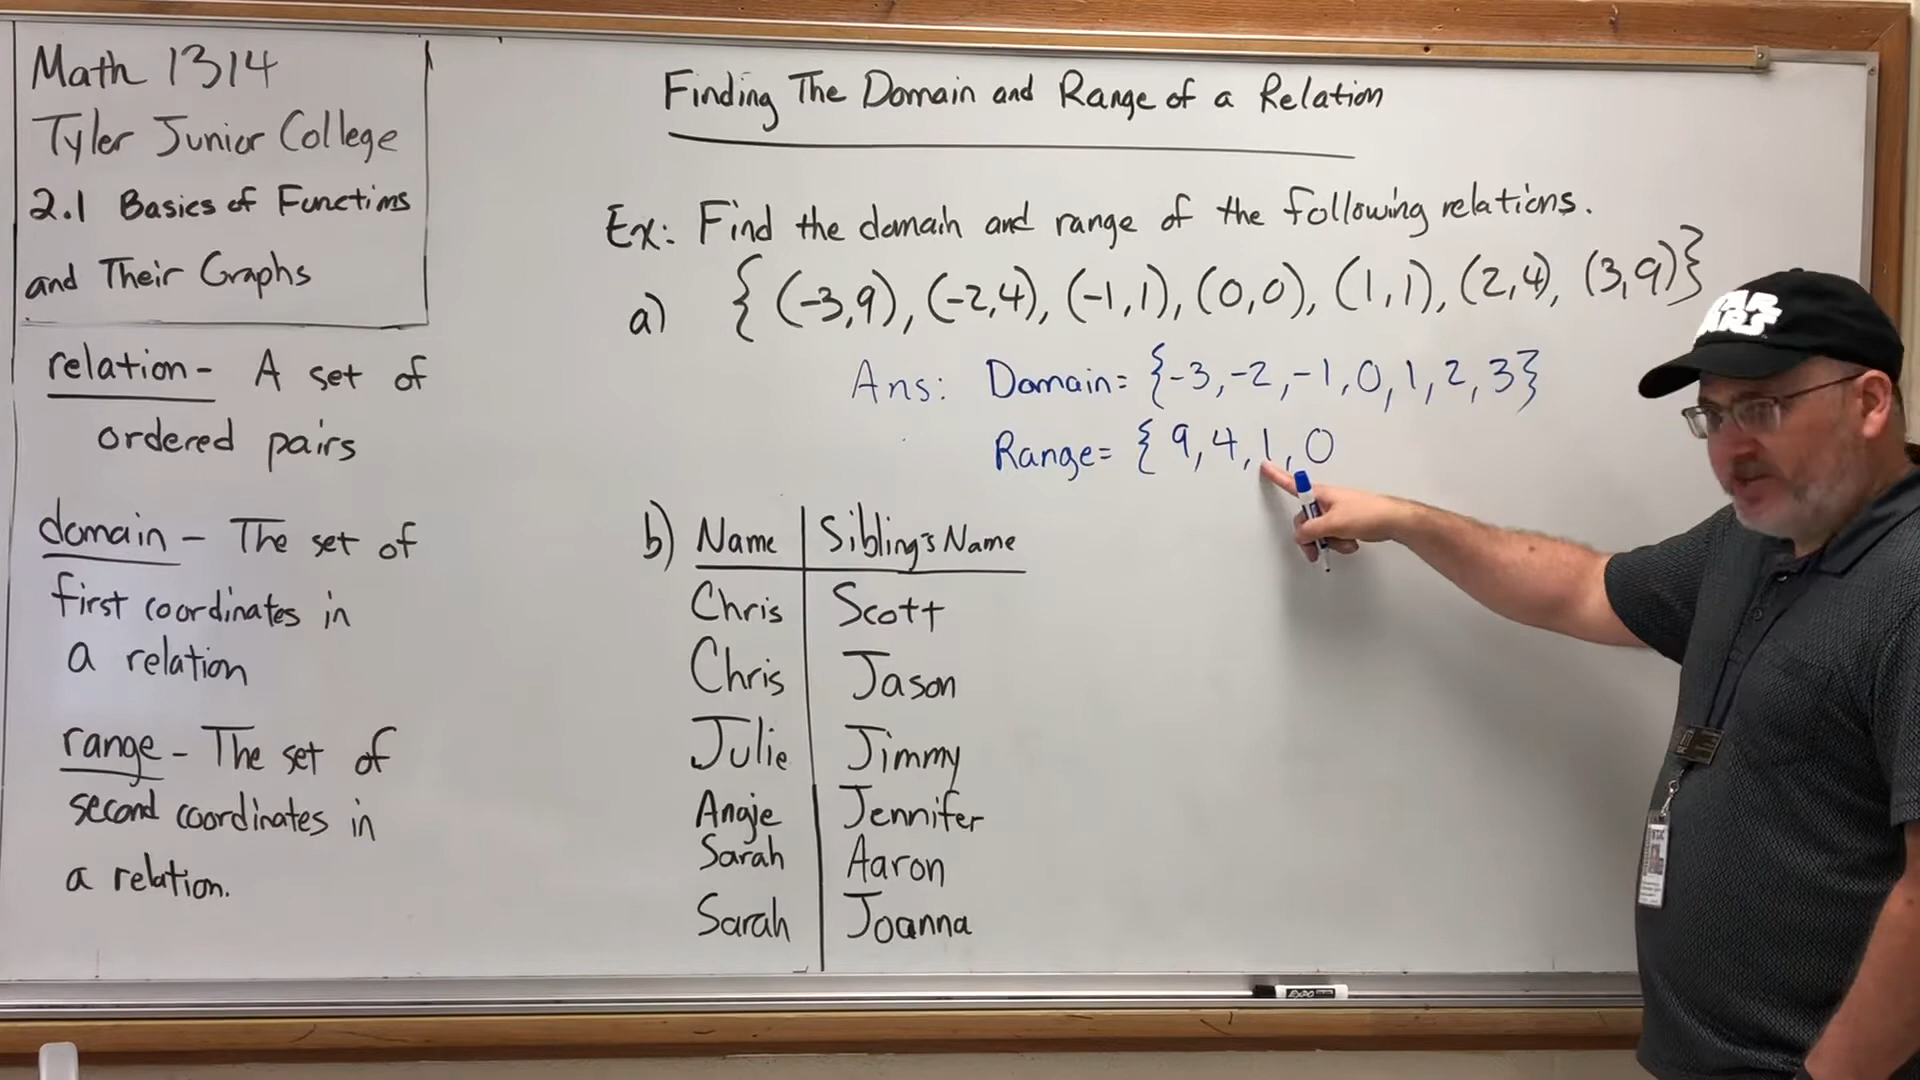 Math 1314
Tyler Junior College
2.1 Basics of Functions
and Their Graphs
relation - A set of
ordered pairs
domain - The set of
first coordinates in
a relation
range - The set of
second coordinates in
a relation.
Finding The Domain and Range of a Relation
Ex: Find the domain and range of the following relations.
a) {(-3,9), (-2,4), (-1,1), (0,0), (1,1), (2,4), (3,9)}
Ans: Domain= {-3,-2,-1,0,1,2,3}
Range= {9,4,1,0
b) Name Sibling's Name
Chris Scott
Chris Jason
Julie Jimmy
Angie Jennifer
Sarah Aaron
Sarah Joanna
STAR WARS
EXPO